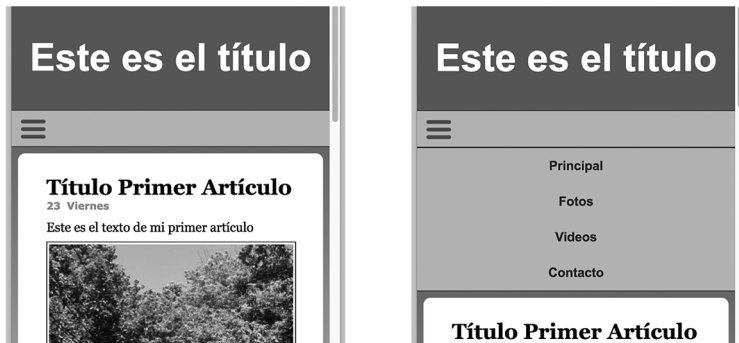 Este es el título
Título Primer Artículo
23 Viernes
Este es el texto de mi primer artículo
Este es el título
Principal
Fotos
Videos
Contacto
Título Primer Artículo